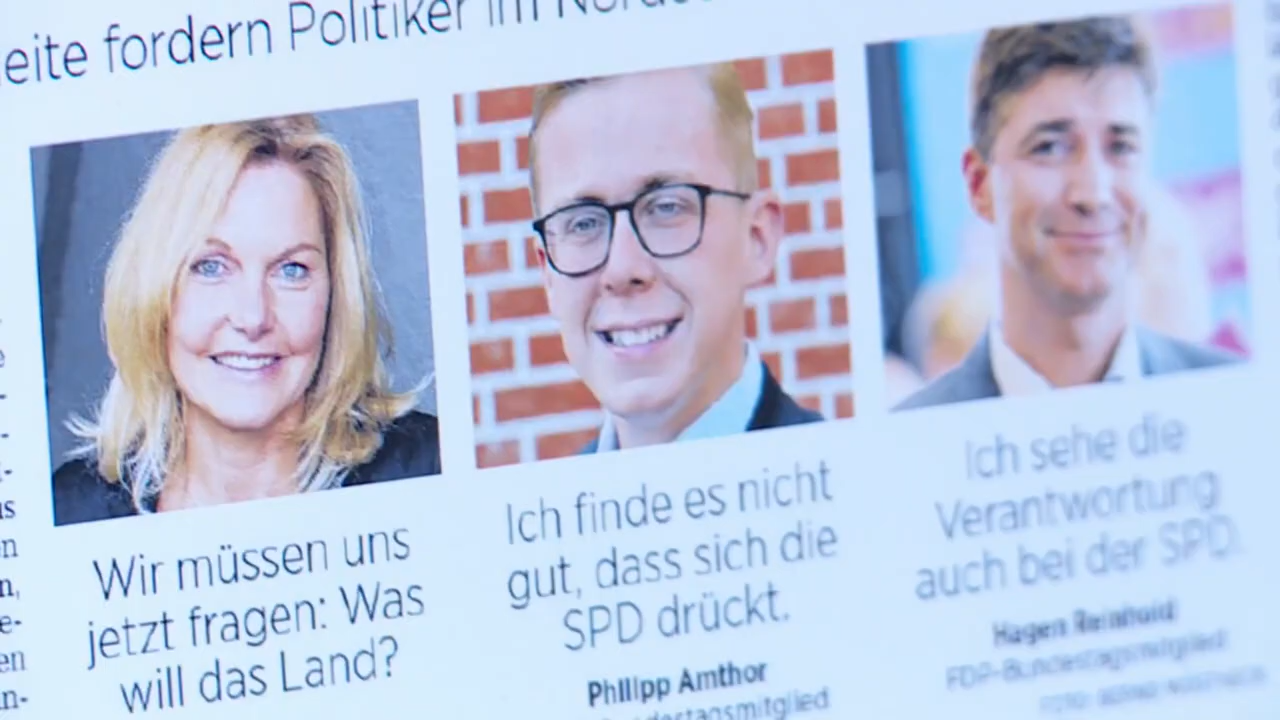 eite fordern Politiker im
Wir müssen uns
jetzt fragen: Was
will das Land?
Ich finde es nicht
gut, dass sich die
SPD drückt.
Philipp Amthor
Bundestagsmitglied
Ich sehe die
Verantwortung
auch bei der SPD.
Hagen Reinhold
FDP-Bundestagsmitglied